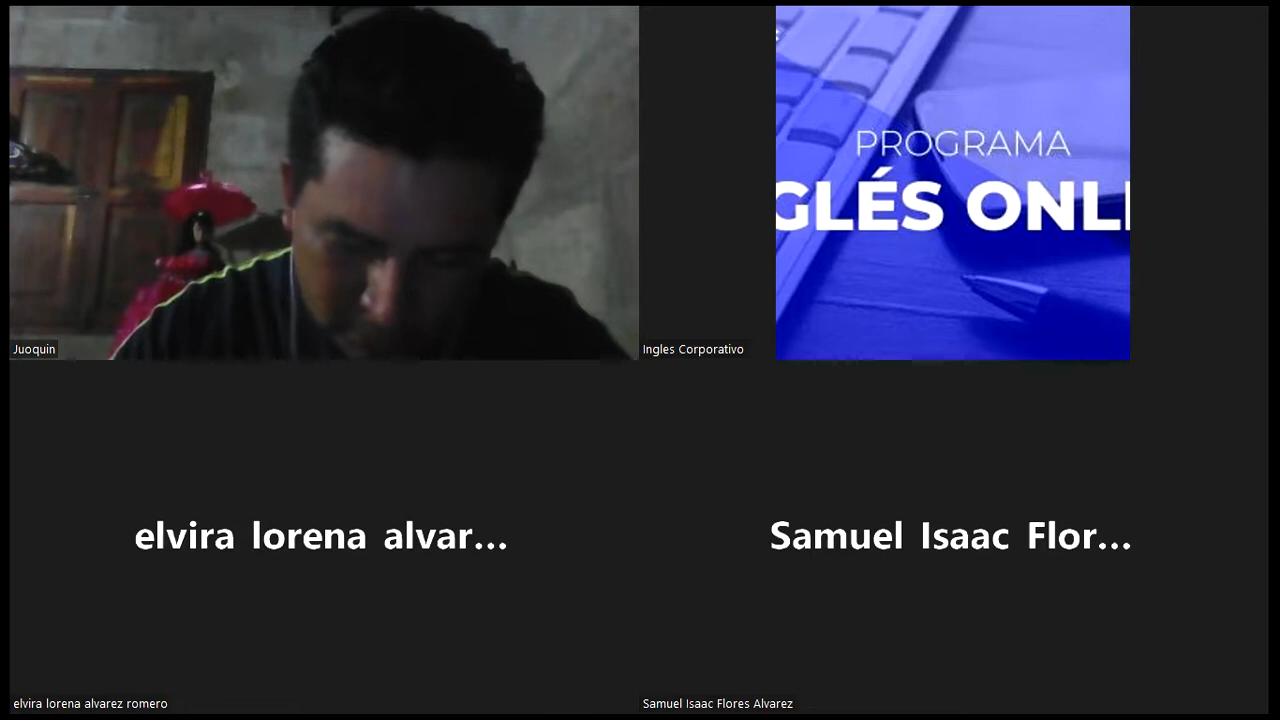 Juoquin
PROGRAMA
GLÉS ONLI
Ingles Corporativo
elvira lorena alvar...
Samuel Isaac Flor...
elvira lorena alvarez romero
Samuel Isaac Flores Alvarez